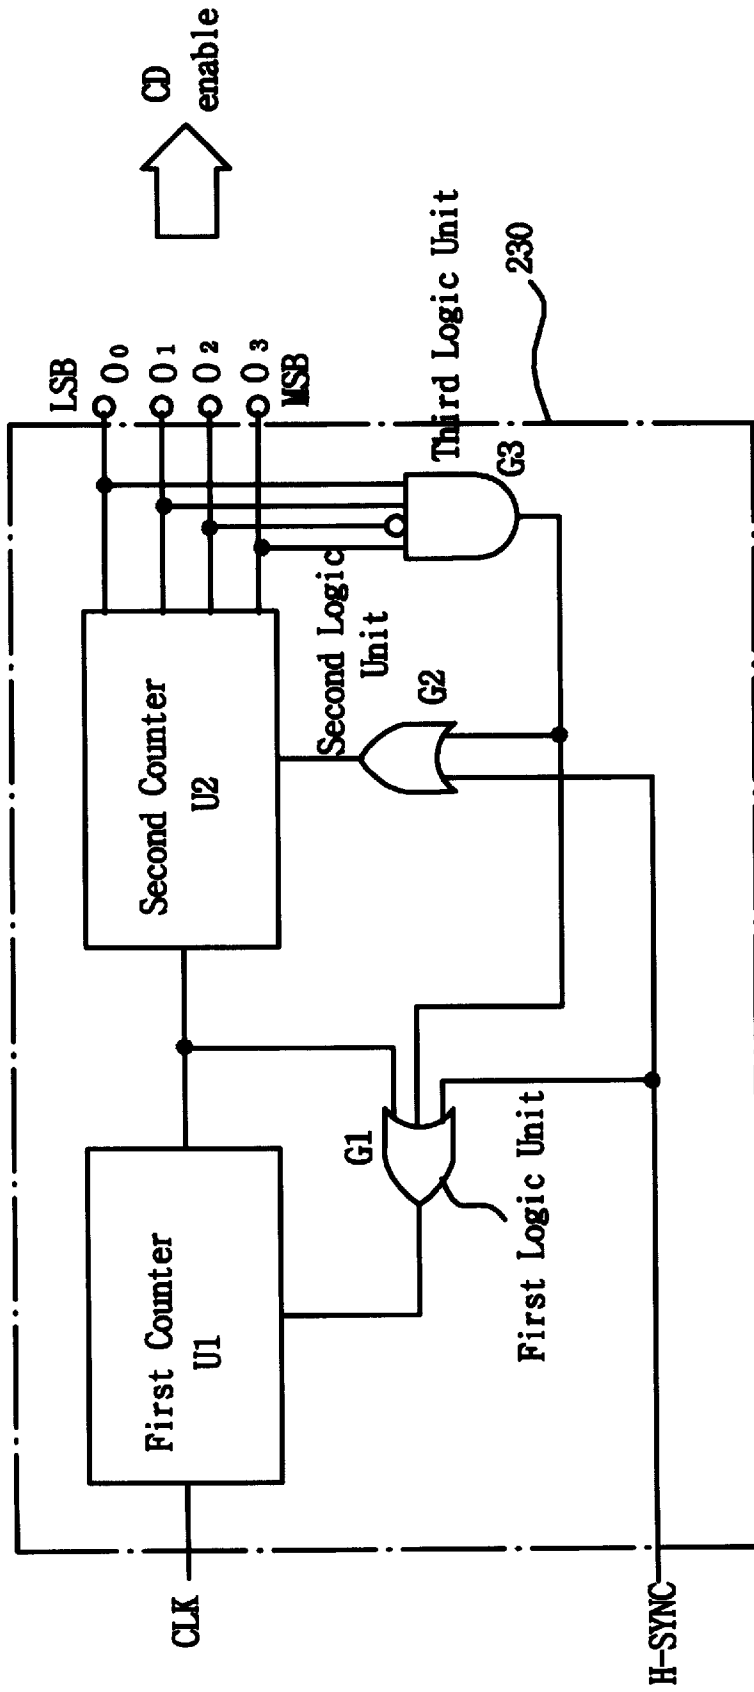 CLK
First Counter
U1
Second Counter
U2
LSB
O0
O1
O2
O3
MSB
CD
enable
G1
First Logic Unit
Second Logic
Unit
G2
Third Logic Unit
G3
230
H-SYNC